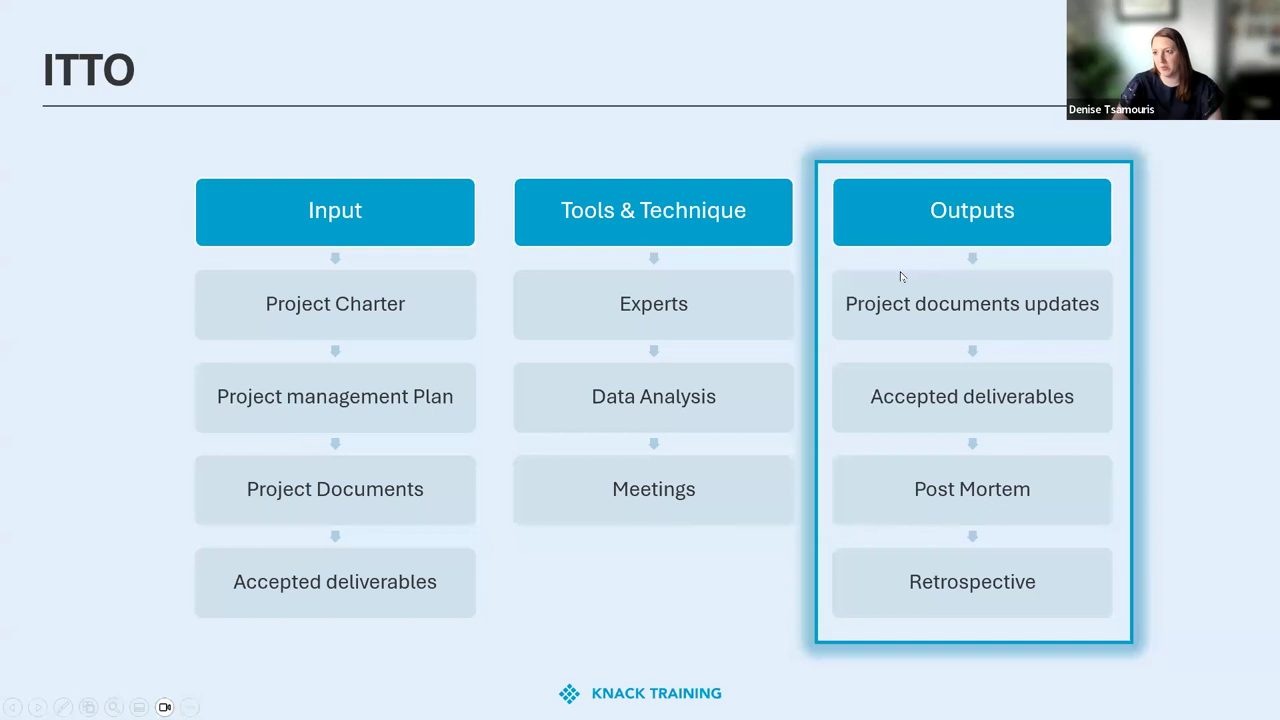 ITTO
Denise Tsamouris
Input
Project Charter
Project management Plan
Project Documents
Accepted deliverables
Tools & Technique
Experts
Data Analysis
Meetings
Outputs
Project documents updates
Accepted deliverables
Post Mortem
Retrospective
KNACK TRAINING